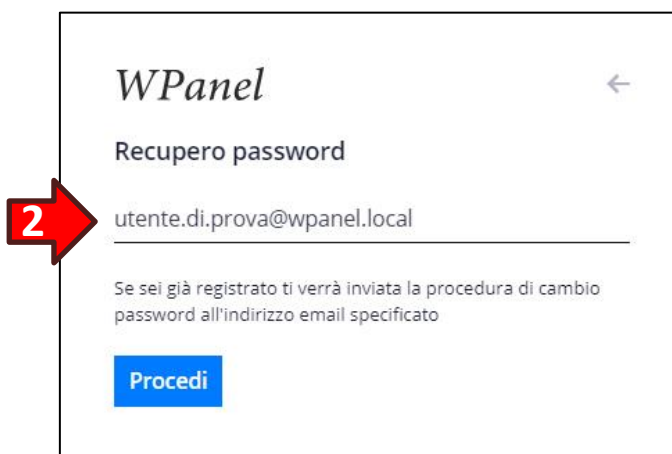 WPanel
Recupero password
2
utente.di.prova@wpanel.local
Se sei già registrato ti verrà inviata la procedura di cambio
password all'indirizzo email specificato
Procedi